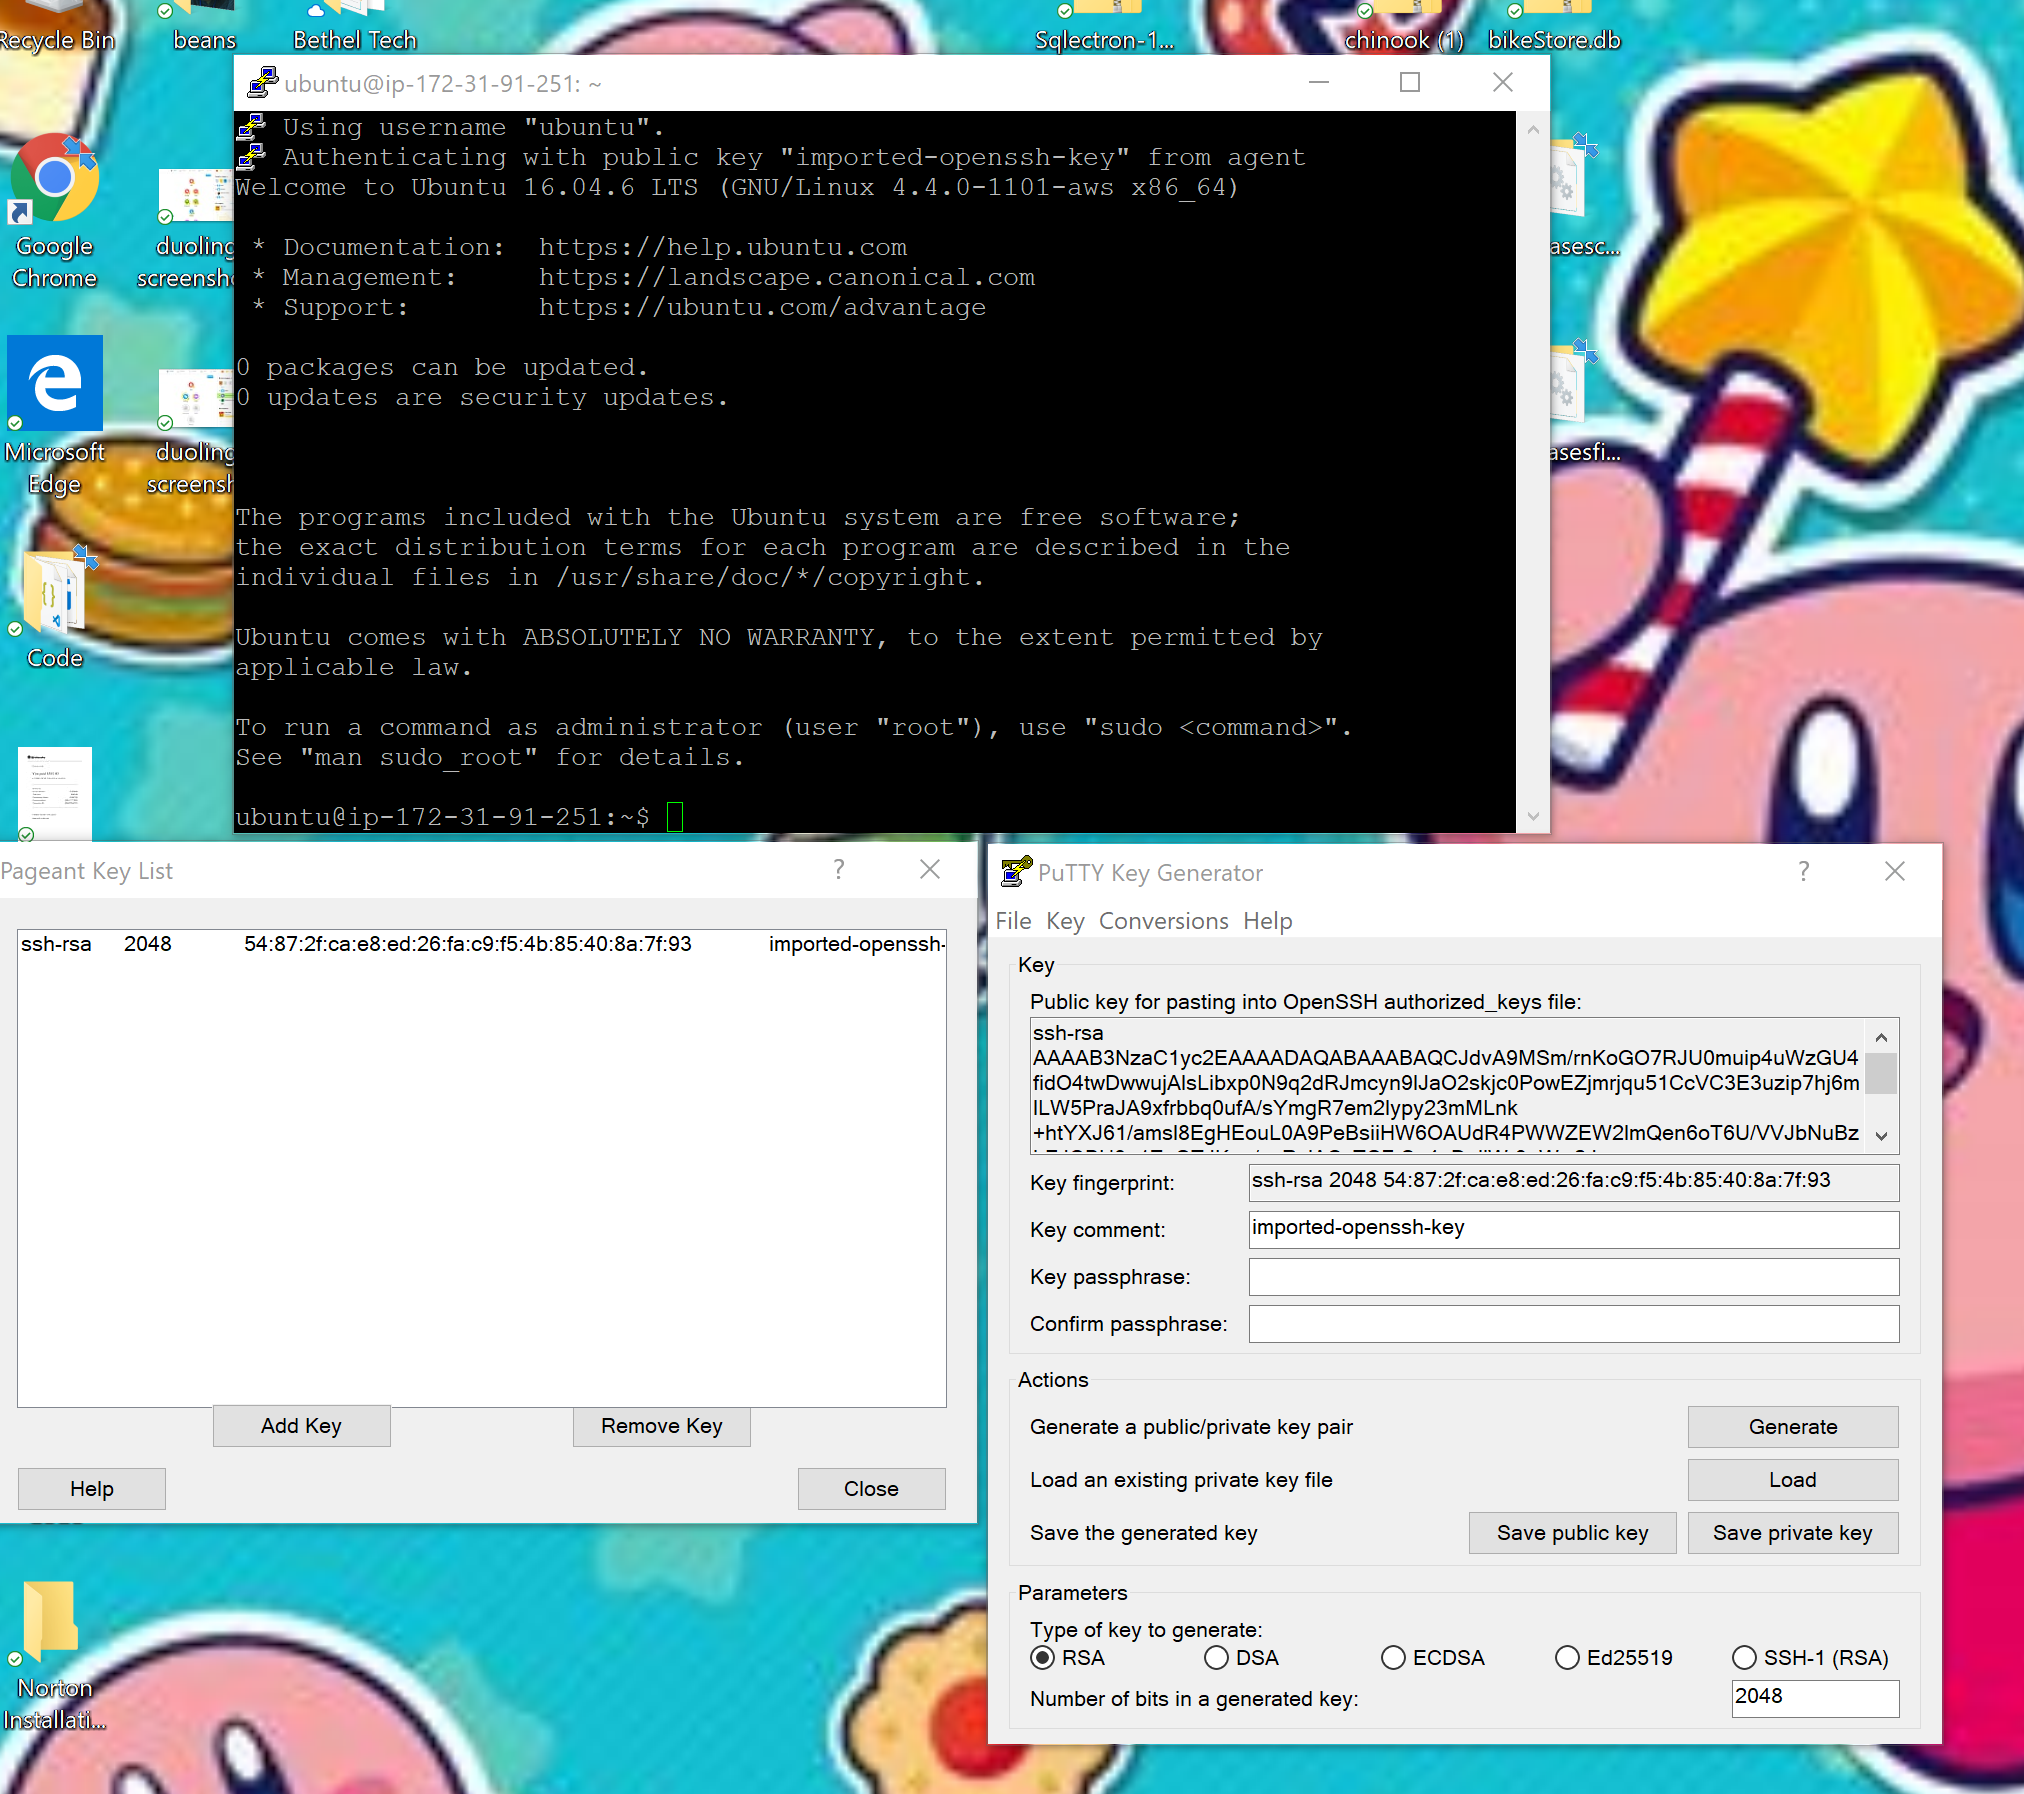 Recycle Bin
beans
Bethel Tech
Sqlectron-1...
chinook (1)
bikeStore.db
ubuntu@ip-172-31-91-251: ~
Using username "ubuntu".
Authenticating with public key "imported-openssh-key" from agent
Welcome to Ubuntu 16.04.6 LTS (GNU/Linux 4.4.0-1101-aws x86_64)
* Documentation:  https://help.ubuntu.com
* Management:     https://landscape.canonical.com
* Support:        https://ubuntu.com/advantage
0 packages can be updated.
0 updates are security updates.
The programs included with the Ubuntu system are free software;
the exact distribution terms for each program are described in the
individual files in /usr/share/doc/*/copyright.
Ubuntu comes with ABSOLUTELY NO WARRANTY, to the extent permitted by
applicable law.
To run a command as administrator (user "root"), use "sudo <command>".
See "man sudo_root" for details.
ubuntu@ip-172-31-91-251:~$
Google
Chrome
duoling
screensh
Microsoft
Edge
duoling
screensh
Code
asesc...
asesfi...
Pageant Key List
?
ssh-rsa 2048 54:87:2f:ca:e8:ed:26:fa:c9:f5:4b:85:40:8a:7f:93 imported-openssh-
Add Key
Remove Key
Help
Close
PuTTY Key Generator
?
File Key Conversions Help
Key
Public key for pasting into OpenSSH authorized_keys file:
ssh-rsa
AAAAB3NzaC1yc2EAAAADAQABAAABAQCJdvA9MSm/rnKoGO7RJU0muip4uWzGU4
fidO4twDwwujAlsLibxp0N9q2dRJmcyn9lJaO2skjc0PowEZjmrjqu51CcVC3E3uzip7hj6m
ILW5PraJA9xfrbbq0ufA/sYmgR7em2lypy23mMLnk
+htYXJ61/amsl8EgHEouL0A9PeBsiiHW6OAUdR4PWWZEW2lmQen6oT6U/VVJbNuBz
Key fingerprint: ssh-rsa 2048 54:87:2f:ca:e8:ed:26:fa:c9:f5:4b:85:40:8a:7f:93
Key comment: imported-openssh-key
Key passphrase:
Confirm passphrase:
Actions
Generate a public/private key pair
Generate
Load an existing private key file
Load
Save the generated key
Save public key
Save private key
Parameters
Type of key to generate:
RSA DSA ECDSA Ed25519 SSH-1 (RSA)
Number of bits in a generated key: 2048
Norton
Installati...